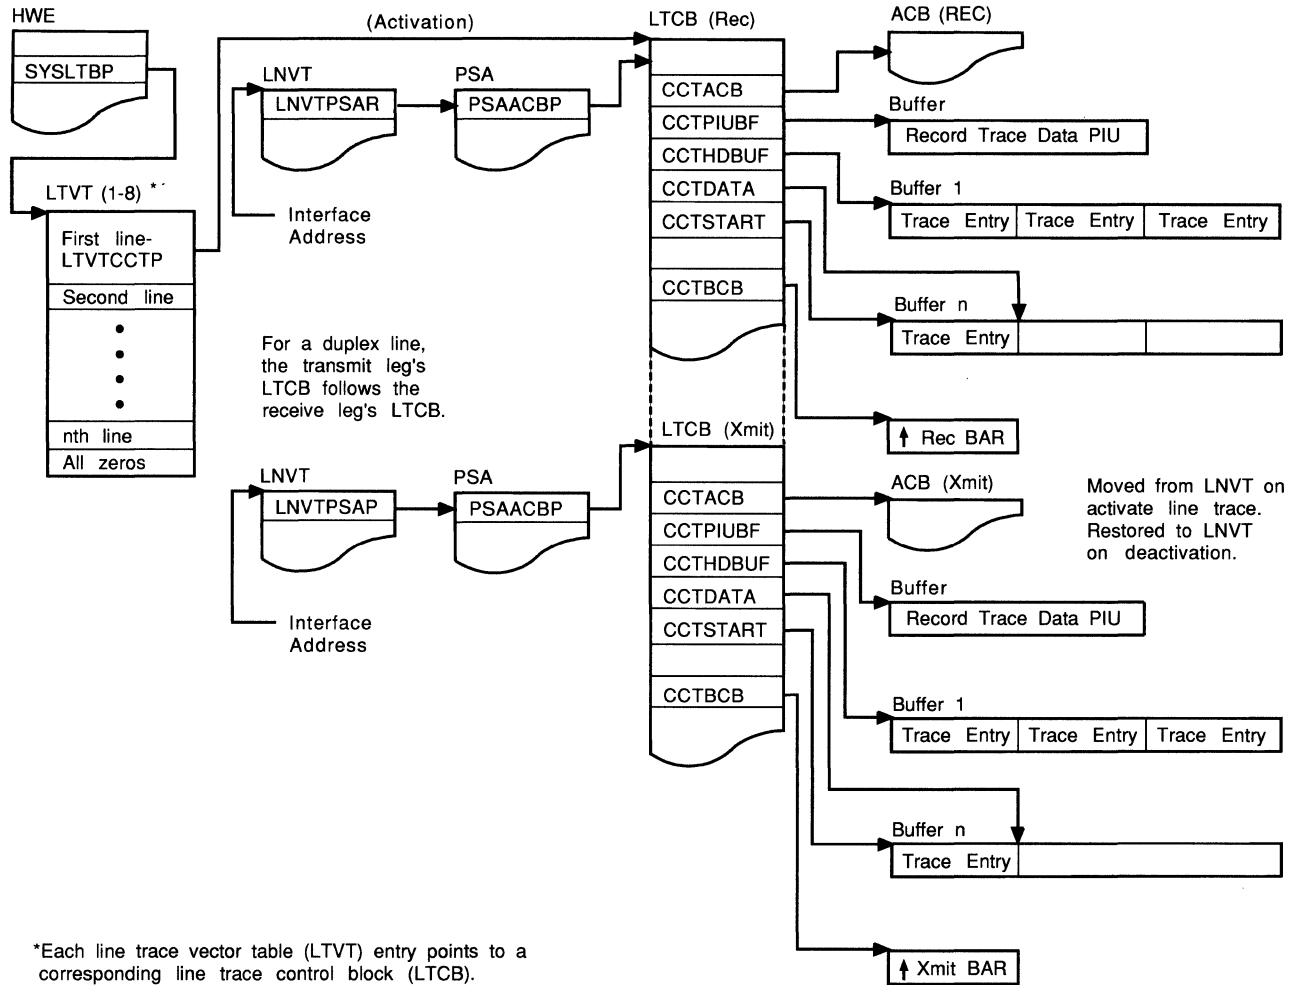 HWE
SYSLTBP
(Activation)
LTCB (Rec)
ACB (REC)
LNVT
LNVTPSAR
PSA
PSAACBP
Interface
Address
LTVT (1-8) *
First line-
LTVTCCTP
Second line
nth line
All zeros
For a duplex line,
the transmit leg's
LTCB follows the
receive leg's LTCB.
CCTACB
CCTPIUBF
CCTHDBUF
CCTDATA
CCTSTART
CCTBCB
Buffer
Record Trace Data PIU
Buffer 1
Trace Entry Trace Entry Trace Entry
Buffer n
Trace Entry
↑ Rec BAR
LNVT
LNVTPSAP
PSA
PSAACBP
Interface
Address
LTCB (Xmit)
CCTACB
CCTPIUBF
CCTHDBUF
CCTDATA
CCTSTART
CCTBCB
ACB (Xmit)
Moved from LNVT on
activate line trace.
Restored to LNVT
on deactivation.
Buffer
Record Trace Data PIU
Buffer 1
Trace Entry Trace Entry Trace Entry
Buffer n
Trace Entry
↑ Xmit BAR
*Each line trace vector table (LTVT) entry points to a
corresponding line trace control block (LTCB).